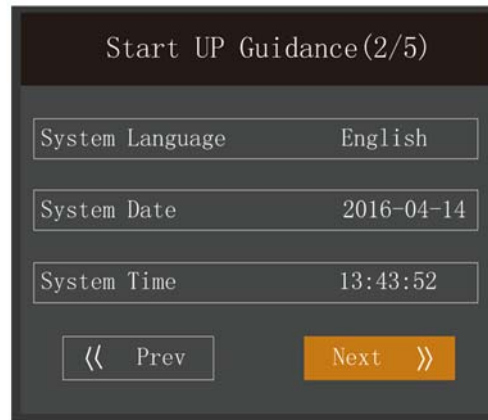 Start UP Guidance(2/5)
System Language English
System Date 2016-04-14
System Time 13:43:52
⟪ Prev Next ⟫